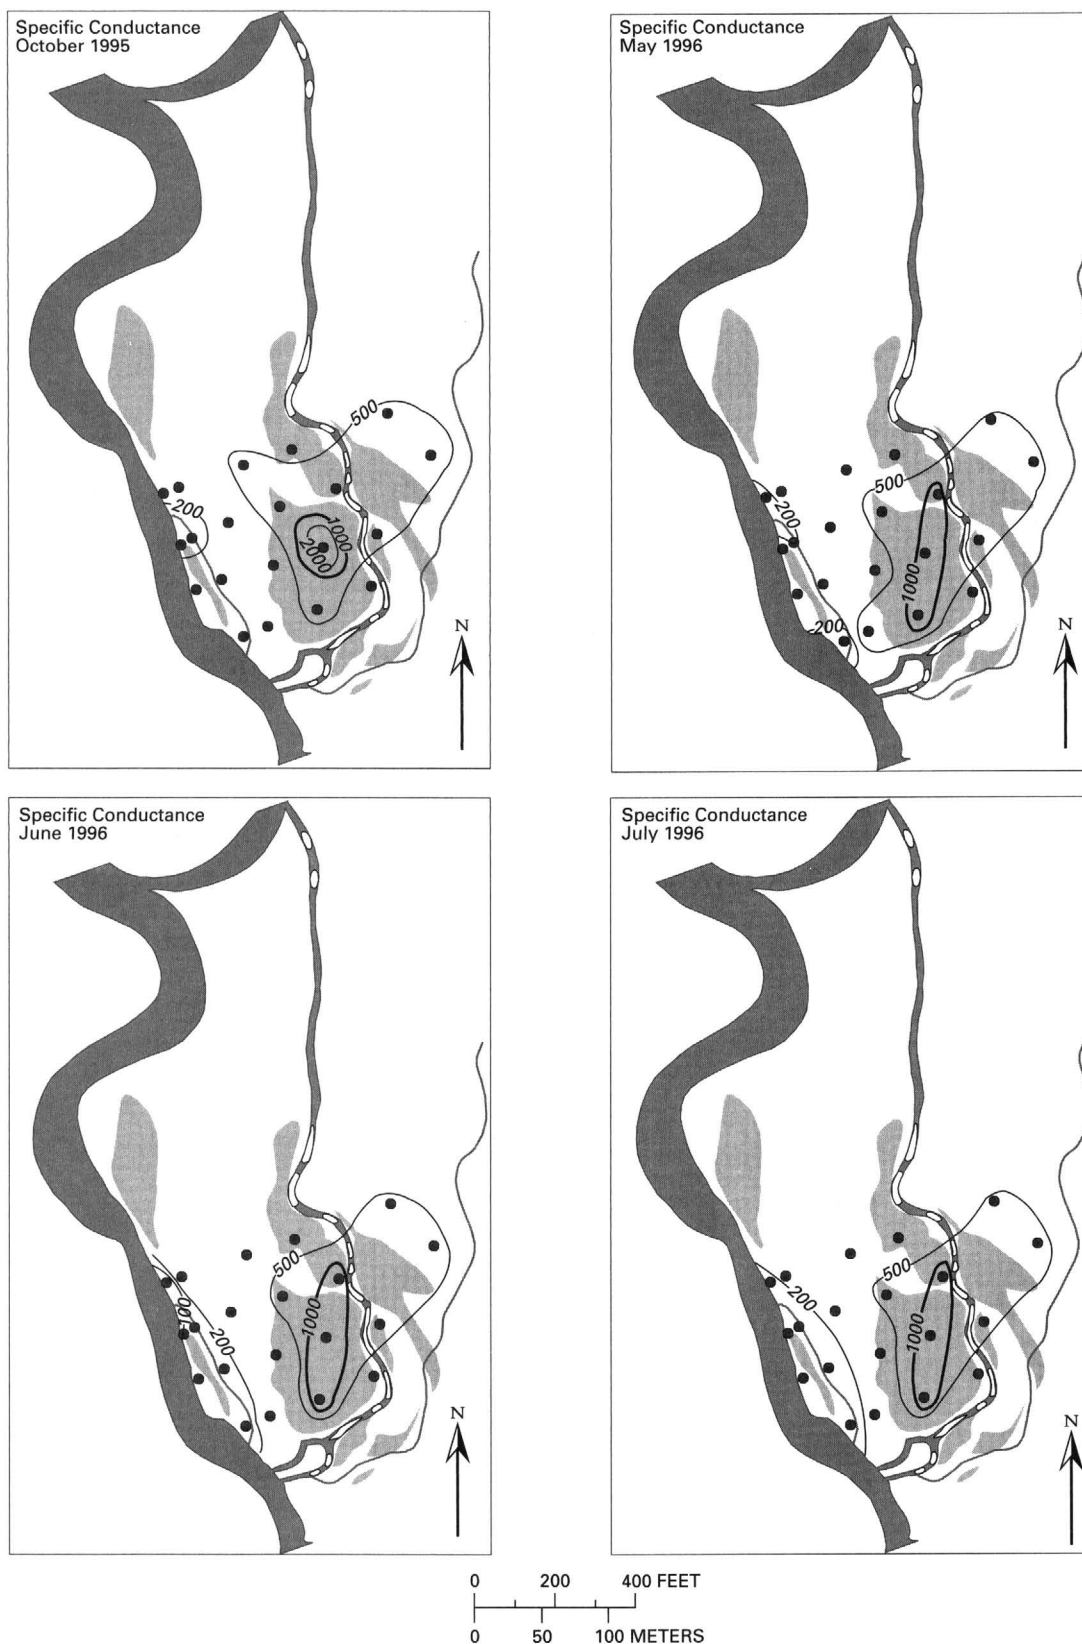 Specific Conductance
October 1995
500
200
1000
2000
N
Specific Conductance
May 1996
500
200
1000
200
N
Specific Conductance
June 1996
500
100
200
1000
N
Specific Conductance
July 1996
500
200
1000
N
0 200 400 FEET
0 50 100 METERS